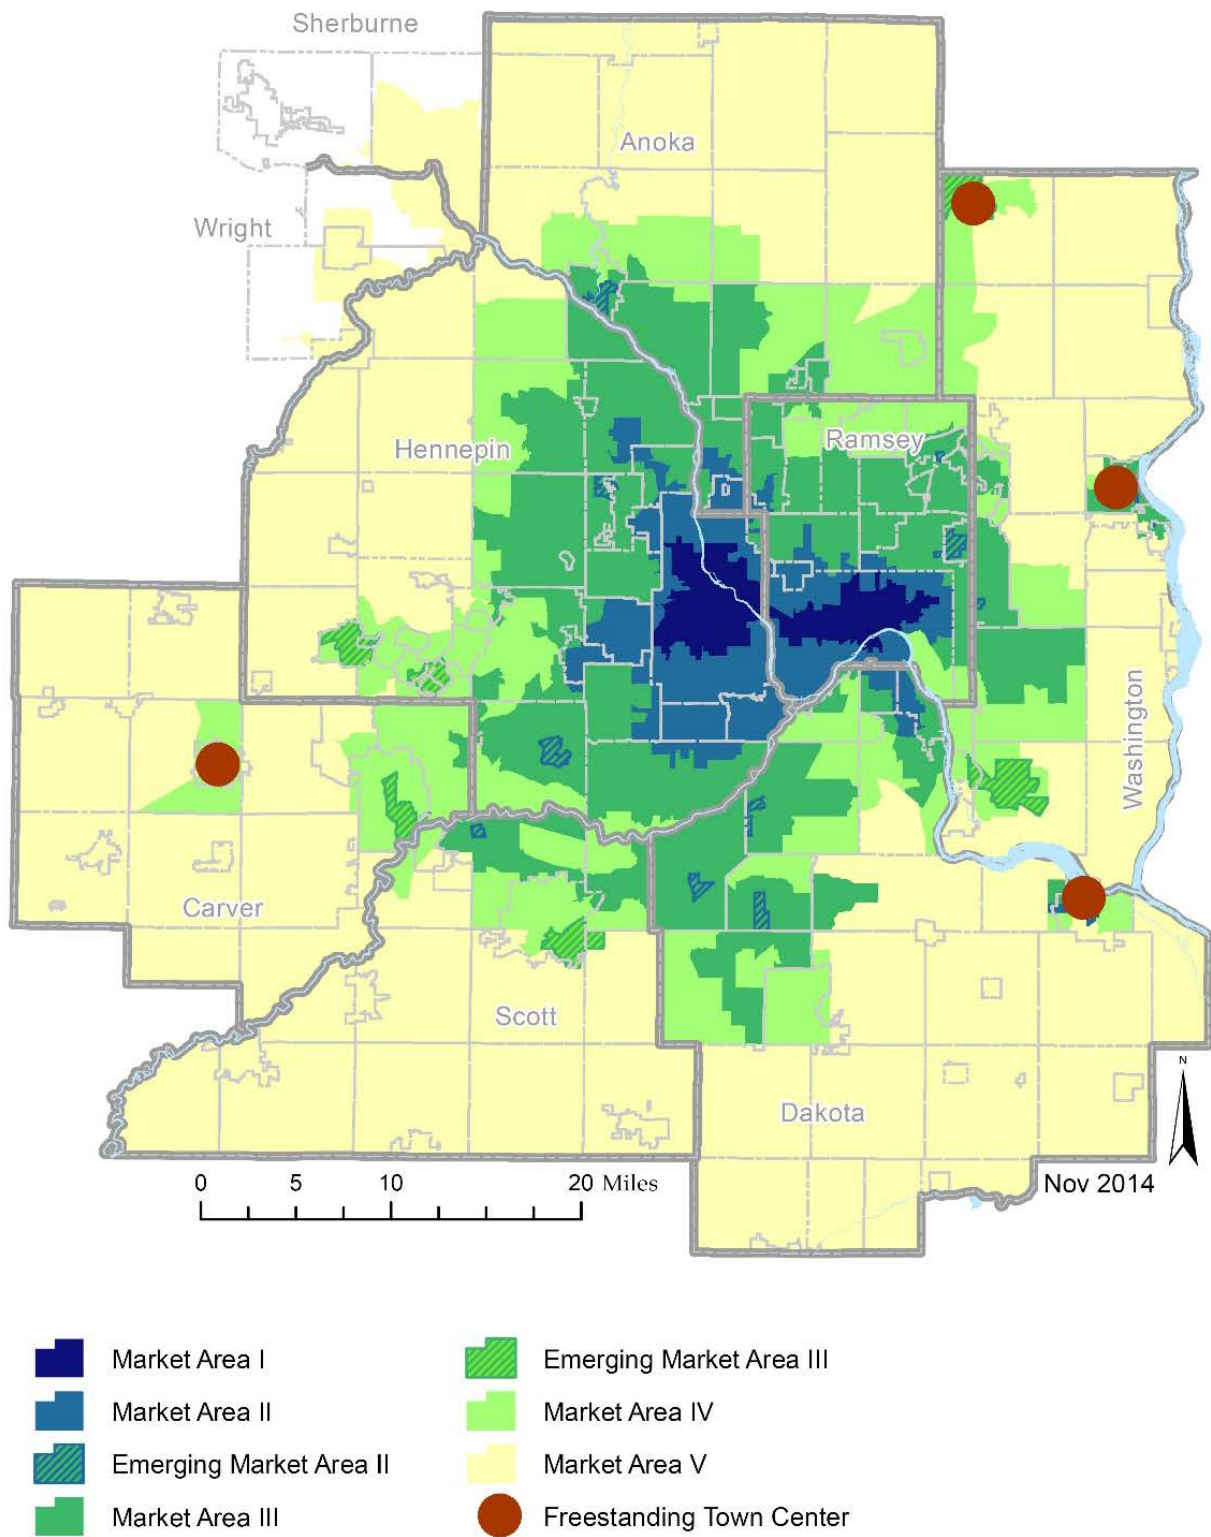 Sherburne
Anoka
Wright
Hennepin
Ramsey
Washington
Carver
Scott
Dakota
N
0 5 10 20 Miles
Nov 2014
Market Area I
Market Area II
Emerging Market Area II
Market Area III
Emerging Market Area III
Market Area IV
Market Area V
Freestanding Town Center